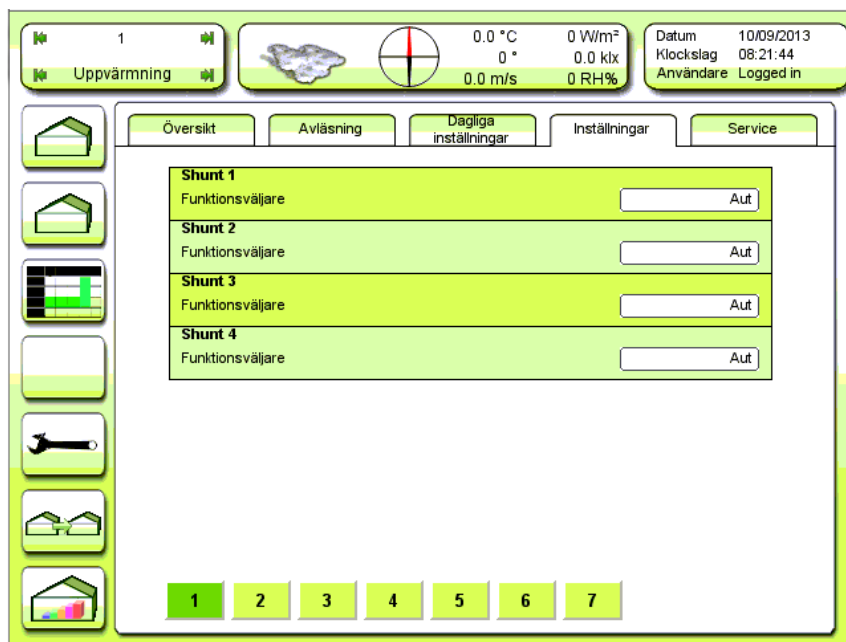 1
Uppvärmning
0.0 °C
0 °
0.0 m/s
0 W/m²
0.0 klx
0 RH%
Datum 10/09/2013
Klockslag 08:21:44
Användare Logged in
Översikt
Avläsning
Dagliga
inställningar
Inställningar
Service
Shunt 1
Funktionsväljare Aut
Shunt 2
Funktionsväljare Aut
Shunt 3
Funktionsväljare Aut
Shunt 4
Funktionsväljare Aut
1 2 3 4 5 6 7